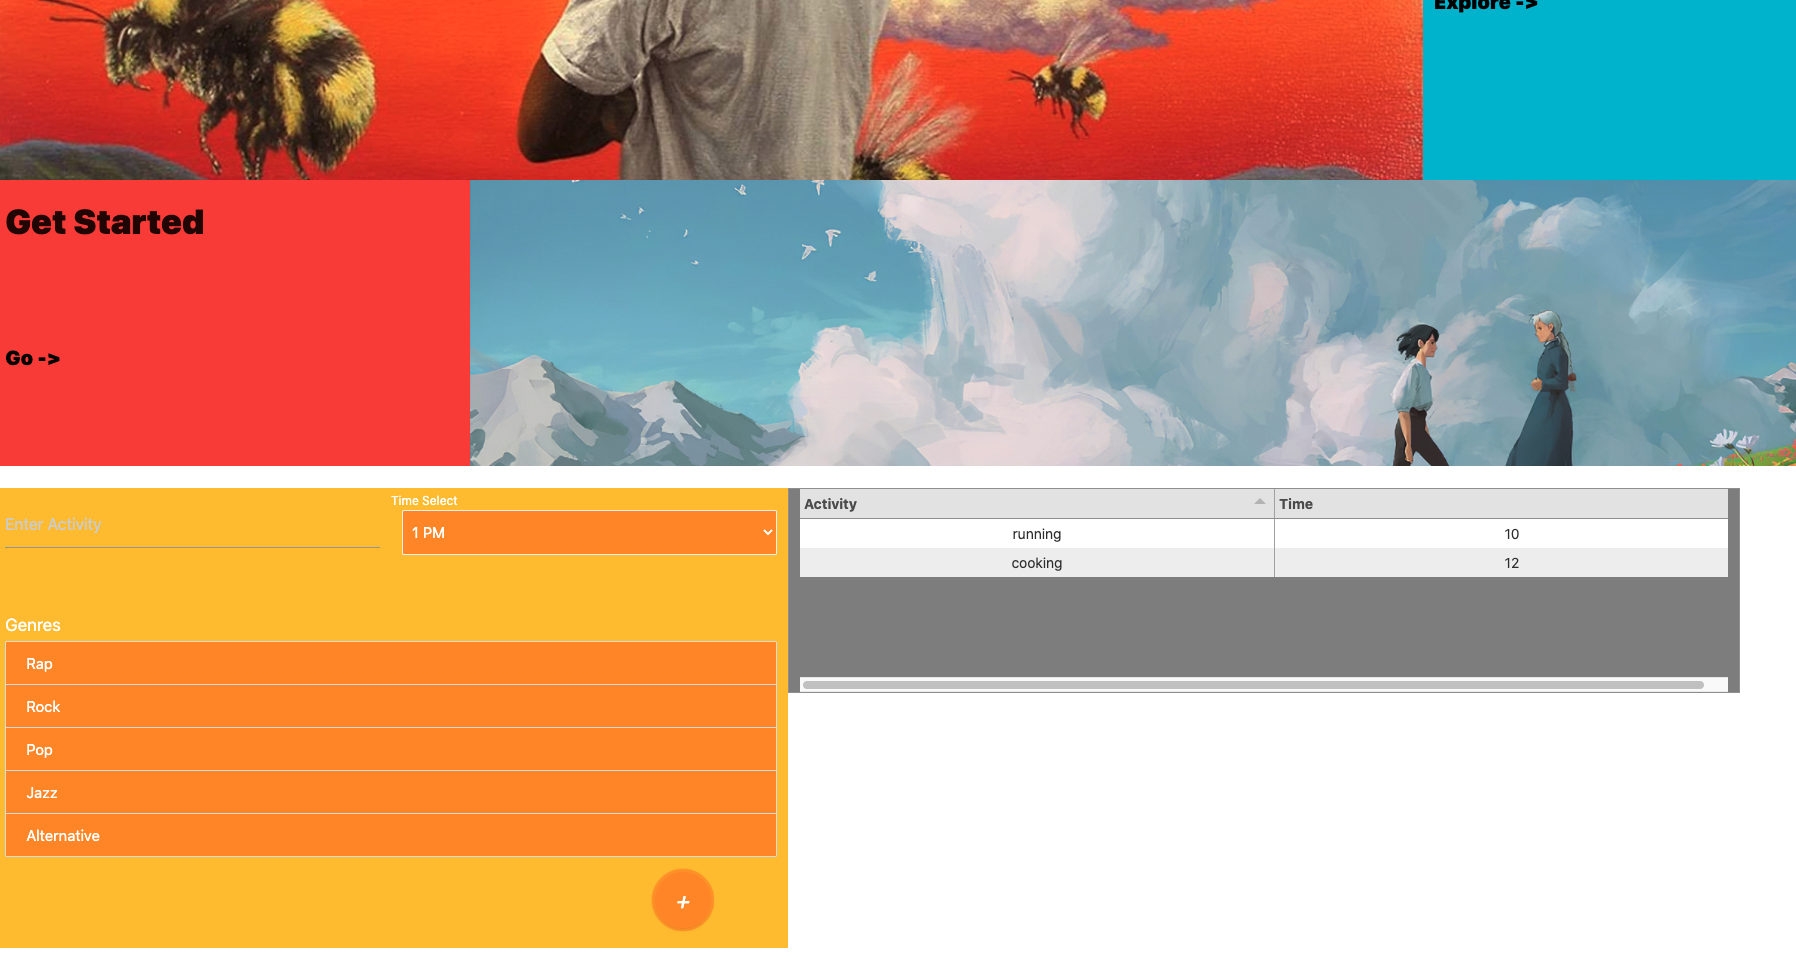 Explore ->
Get Started
Go ->
Time Select
Enter Activity
1 PM
Genres
Rap
Rock
Pop
Jazz
Alternative
+
Activity Time
running 10
cooking 12